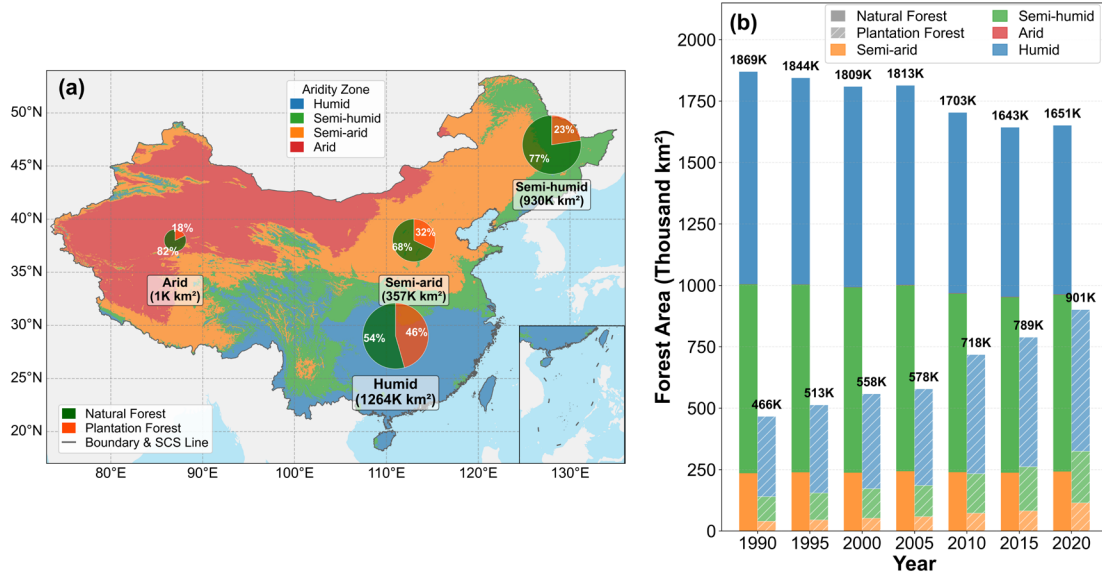 (a)
Aridity Zone
Humid
Semi-humid
Semi-arid
Arid
50°N
45°N
40°N
35°N
30°N
25°N
20°N
23%
77%
Semi-humid
(930K km²)
18%
82%
Arid
(1K km²)
32%
68%
Semi-arid
(357K km²)
54%
46%
Humid
(1264K km²)
Natural Forest
Plantation Forest
Boundary & SCS Line
80°E
90°E
100°E
110°E
120°E
130°E
(b)
Natural Forest
Plantation Forest
Semi-arid
Semi-humid
Arid
Humid
Forest Area (Thousand km²)
2000
1750
1500
1250
1000
750
500
250
0
1869K
1844K
1809K
1813K
1703K
1643K
1651K
466K
513K
558K
578K
718K
789K
901K
1990
1995
2000
2005
2010
2015
2020
Year